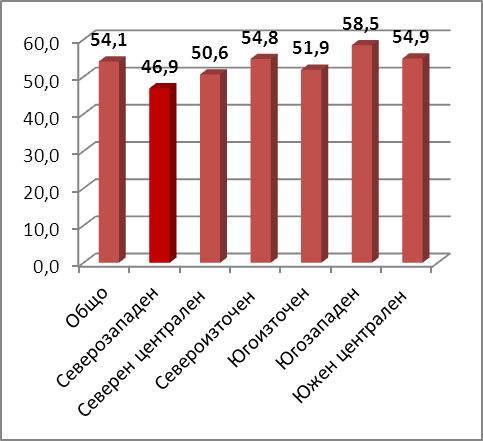 58,5
54,1
54,8
54,9
50,6
51,9
46,9
60,0
50,0
40,0
30,0
20,0
10,0
0,0
Общо
Северозападен
Северен централен
Североизточен
Югоизточен
Югозападен
Южен централен